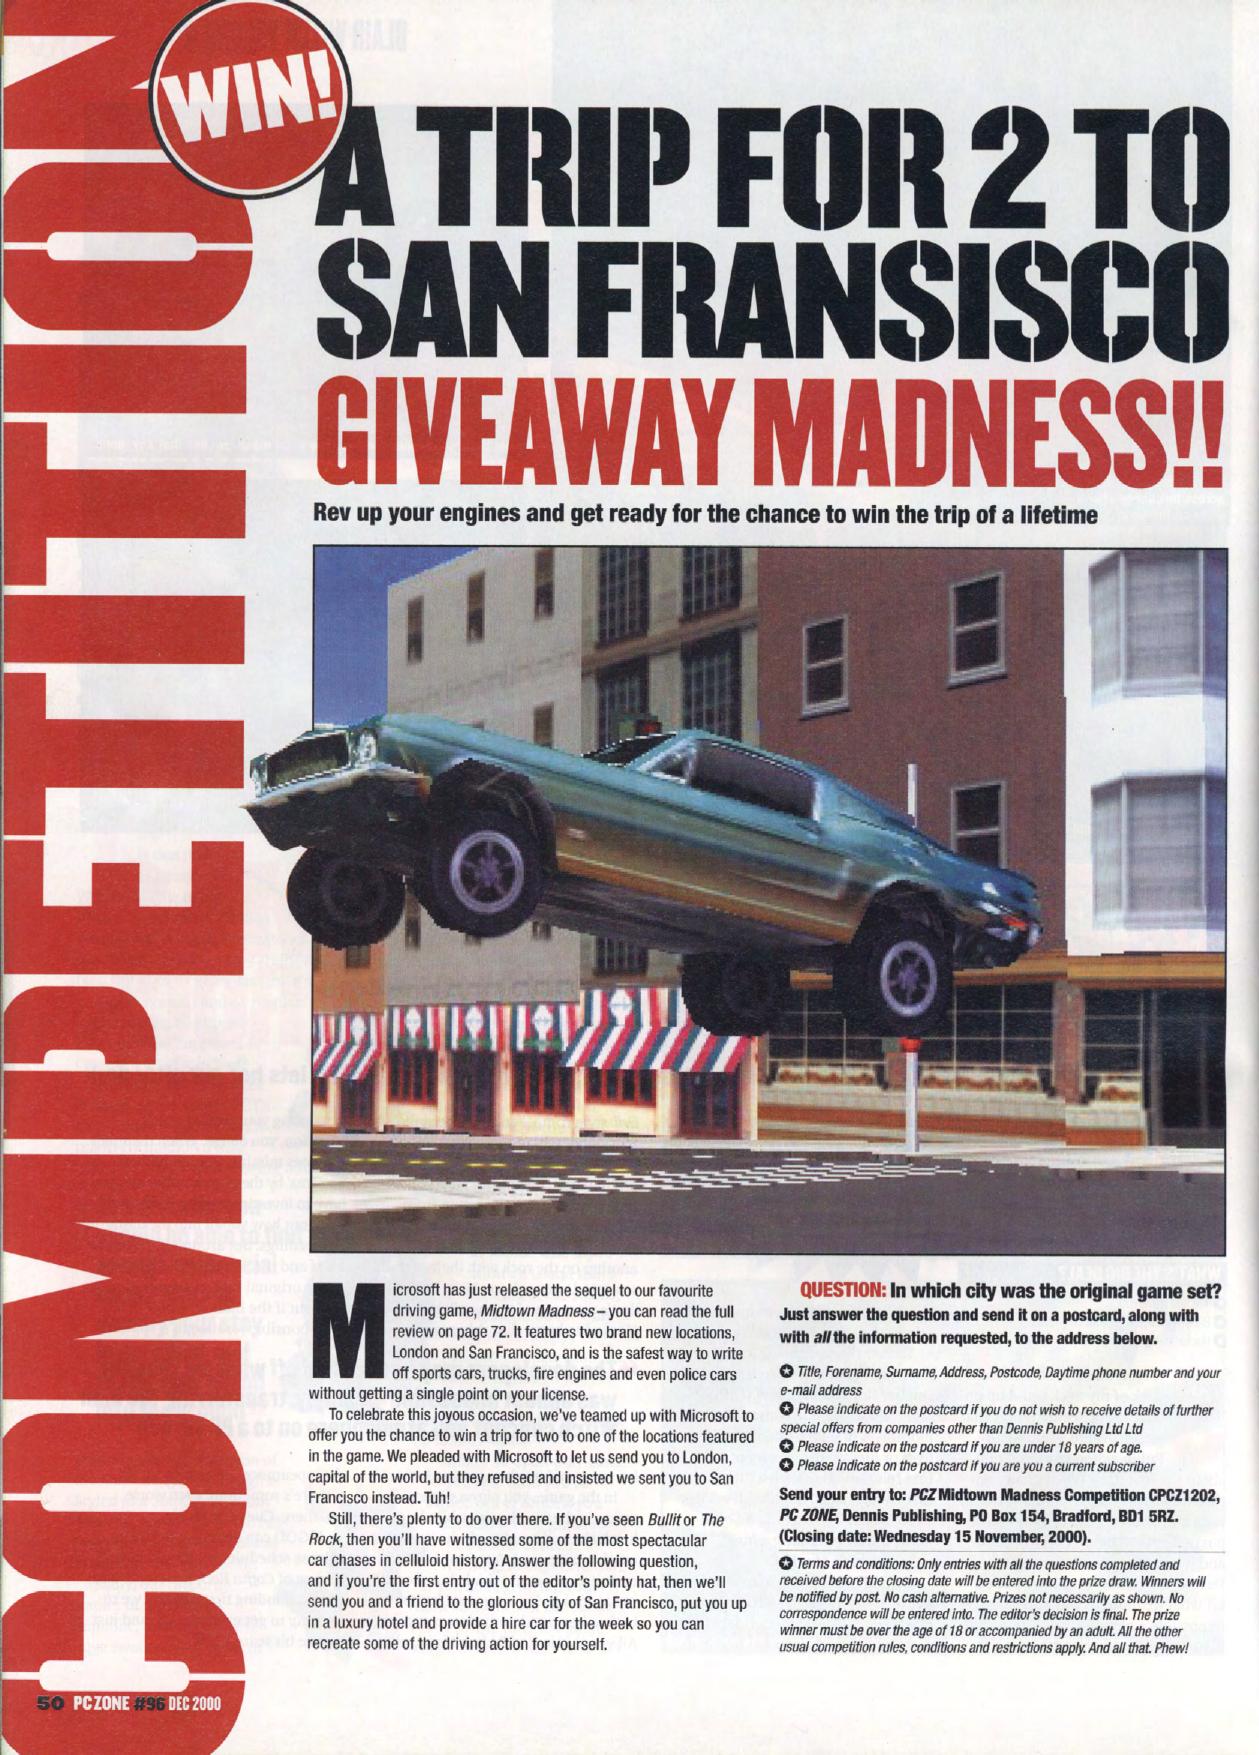 COMPETITION
WIN!
A TRIP FOR 2 TO
SAN FRANSISCO
GIVEAWAY MADNESS!!
Rev up your engines and get ready for the chance to win the trip of a lifetime
Microsoft has just released the sequel to our favourite
driving game, Midtown Madness – you can read the full
review on page 72. It features two brand new locations,
London and San Francisco, and is the safest way to write
off sports cars, trucks, fire engines and even police cars
without getting a single point on your license.
To celebrate this joyous occasion, we've teamed up with Microsoft to
offer you the chance to win a trip for two to one of the locations featured
in the game. We pleaded with Microsoft to let us send you to London,
capital of the world, but they refused and insisted we sent you to San
Francisco instead. Tuh!
Still, there's plenty to do over there. If you've seen Bullit or The
Rock, then you'll have witnessed some of the most spectacular
car chases in celluloid history. Answer the following question,
and if you're the first entry out of the editor's pointy hat, then we'll
send you and a friend to the glorious city of San Francisco, put you up
in a luxury hotel and provide a hire car for the week so you can
recreate some of the driving action for yourself.
QUESTION: In which city was the original game set?
Just answer the question and send it on a postcard, along with
with all the information requested, to the address below.
✪ Title, Forename, Surname, Address, Postcode, Daytime phone number and your
e-mail address
✪ Please indicate on the postcard if you do not wish to receive details of further
special offers from companies other than Dennis Publishing Ltd Ltd
✪ Please indicate on the postcard if you are under 18 years of age.
✪ Please indicate on the postcard if you are you a current subscriber
Send your entry to: PCZ Midtown Madness Competition CPCZ1202,
PC ZONE, Dennis Publishing, PO Box 154, Bradford, BD1 5RZ.
(Closing date: Wednesday 15 November, 2000).
✪ Terms and conditions: Only entries with all the questions completed and
received before the closing date will be entered into the prize draw. Winners will
be notified by post. No cash alternative. Prizes not necessarily as shown. No
correspondence will be entered into. The editor's decision is final. The prize
winner must be over the age of 18 or accompanied by an adult. All the other
usual competition rules, conditions and restrictions apply. And all that. Phew!
50 PCZONE #96 DEC 2000